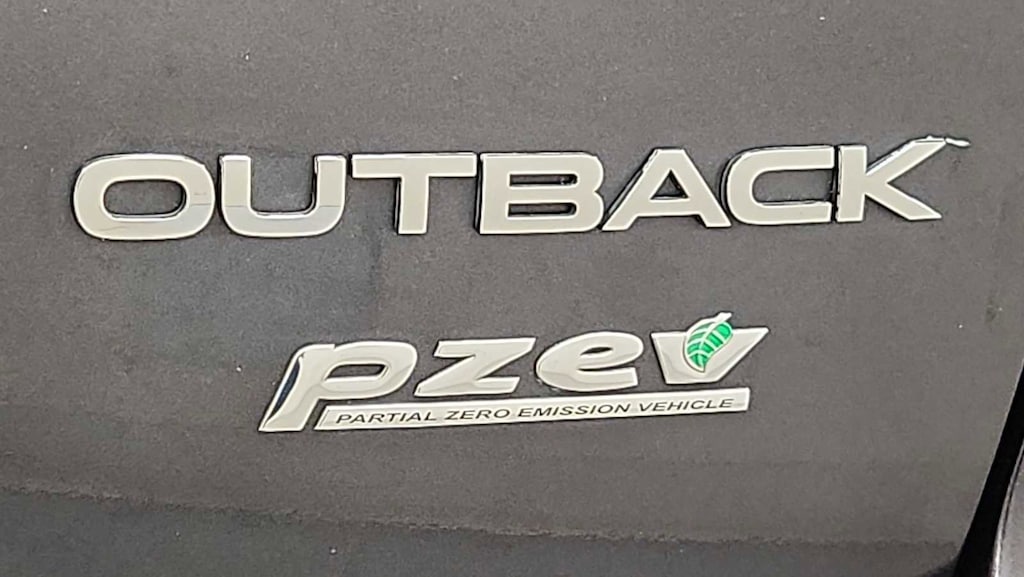 OUTBACK
pzev
PARTIAL ZERO EMISSION VEHICLE